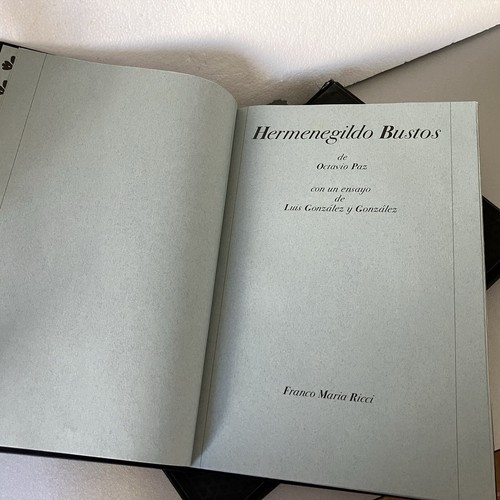 Hermenegildo Bustos
de
Octavio Paz
con un ensayo
de
Luis González y González
Franco Maria Ricci